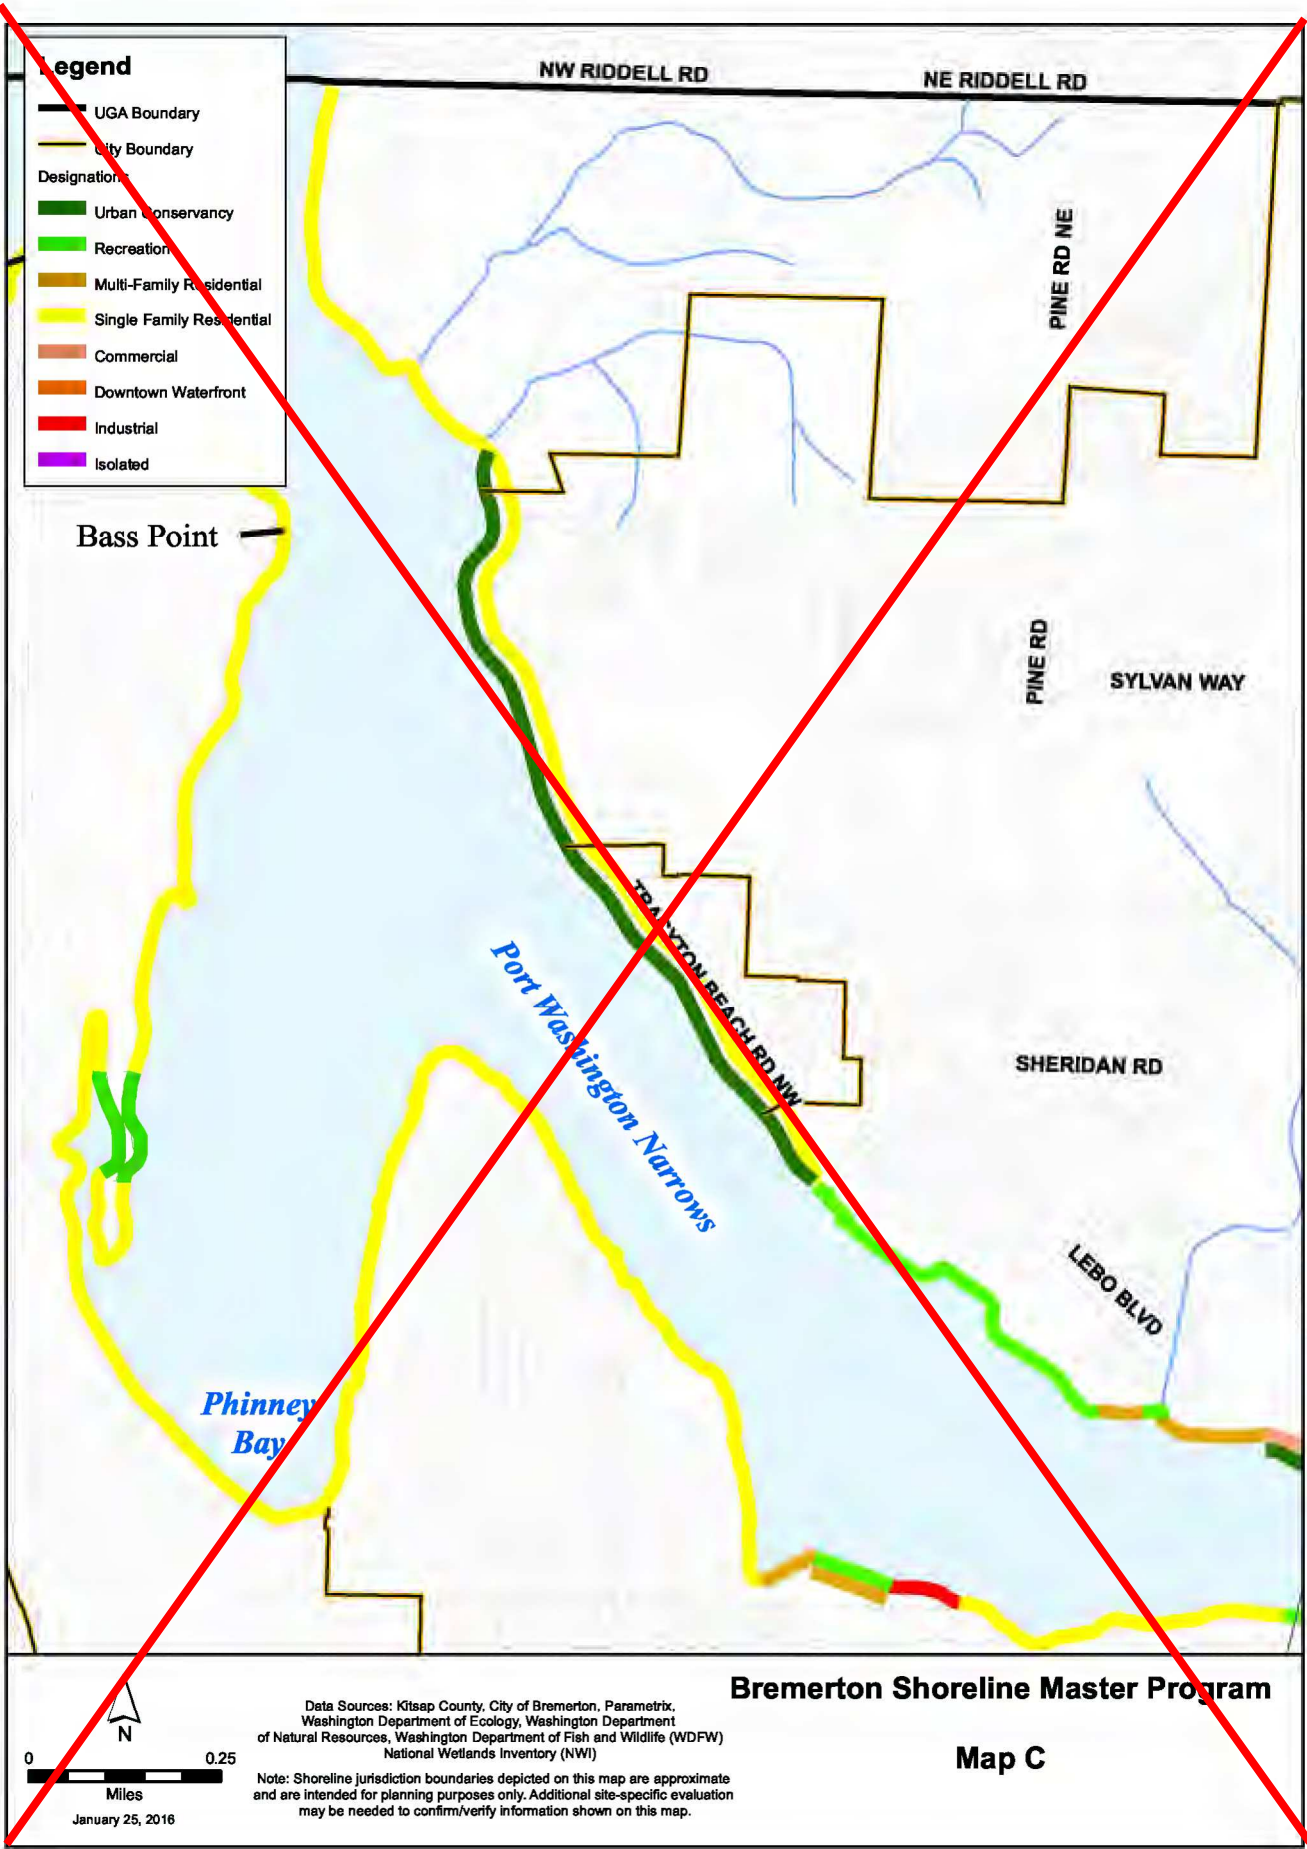 Legend
UGA Boundary
City Boundary
Designations
Urban Conservancy
Recreation
Multi-Family Residential
Single Family Residential
Commercial
Downtown Waterfront
Industrial
Isolated
NW RIDDELL RD
NE RIDDELL RD
PINE RD NE
Bass Point
PINE RD
SYLVAN WAY
TRACYTON BEACH RD NW
Port Washington Narrows
SHERIDAN RD
LEBO BLVD
Phinney
Bay
N
0 0.25
Miles
January 25, 2016
Data Sources: Kitsap County, City of Bremerton, Parametrix,
Washington Department of Ecology, Washington Department
of Natural Resources, Washington Department of Fish and Wildlife (WDFW)
National Wetlands Inventory (NWI)
Note: Shoreline jurisdiction boundaries depicted on this map are approximate
and are intended for planning purposes only. Additional site-specific evaluation
may be needed to confirm/verify information shown on this map.
Bremerton Shoreline Master Program
Map C